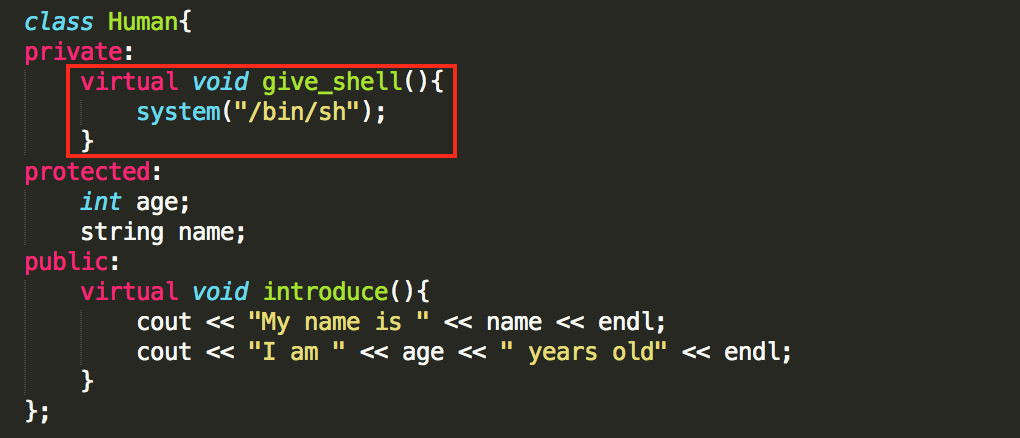 class Human{
private:
    virtual void give_shell(){
        system("/bin/sh");
    }
protected:
    int age;
    string name;
public:
    virtual void introduce(){
        cout << "My name is " << name << endl;
        cout << "I am " << age << " years old" << endl;
    }
};